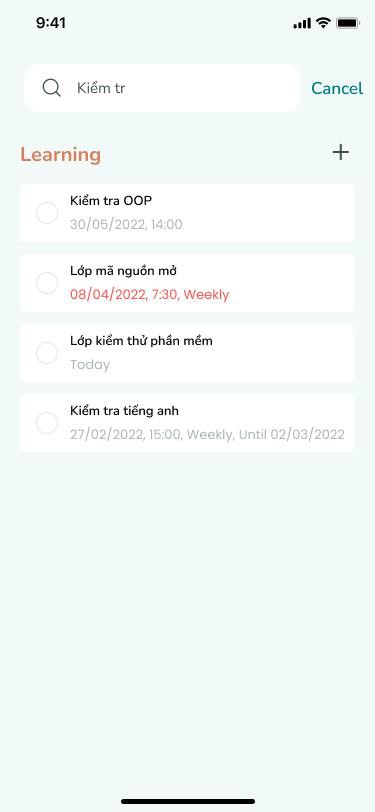 9:41
Kiểm tr
Cancel
Learning
Kiểm tra OOP
30/05/2022, 14:00
Lớp mã nguồn mở
08/04/2022, 7:30, Weekly
Lớp kiểm thử phần mềm
Today
Kiểm tra tiếng anh
27/02/2022, 15:00, Weekly, Until 02/03/2022